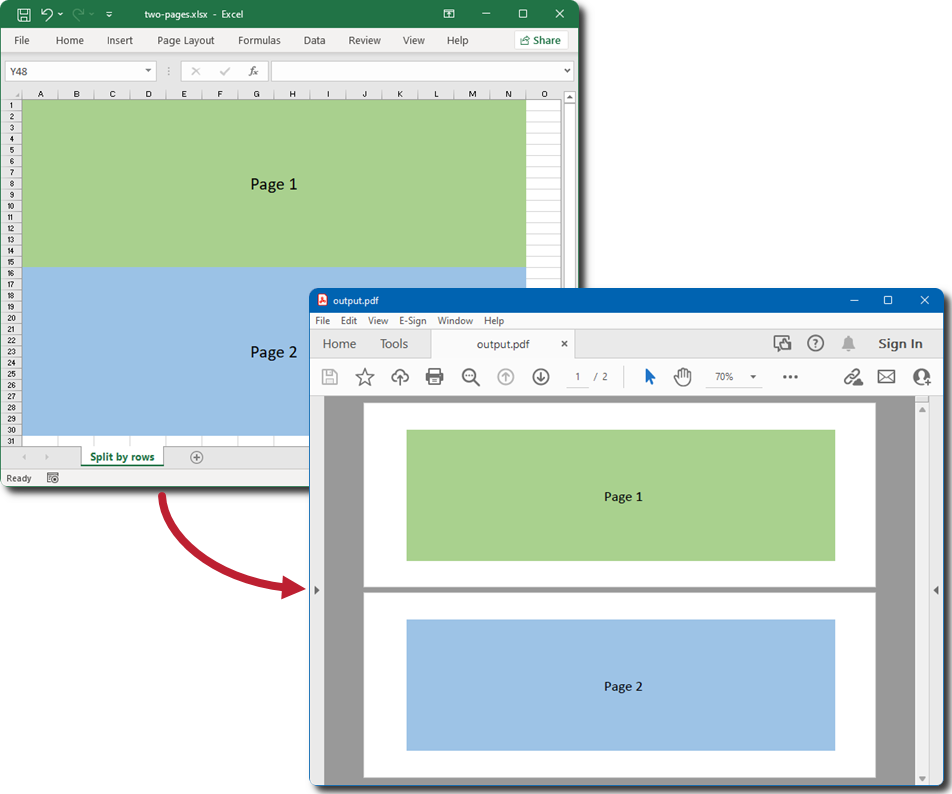 two-pages.xlsx - Excel
File Home Insert Page Layout Formulas Data Review View Help Share
Y48 fx
A B C D E F G H I J K L M N O
1
2
3
4
5
6
7
8
9
10
11
12
13
14
15
16
17
18
19
20
21
22
23
24
25
26
27
28
29
30
31
Page 1
Page 2
Split by rows
Ready
output.pdf
File Edit View E-Sign Window Help
Home Tools output.pdf × Sign In
1 / 2 70%
Page 1
Page 2